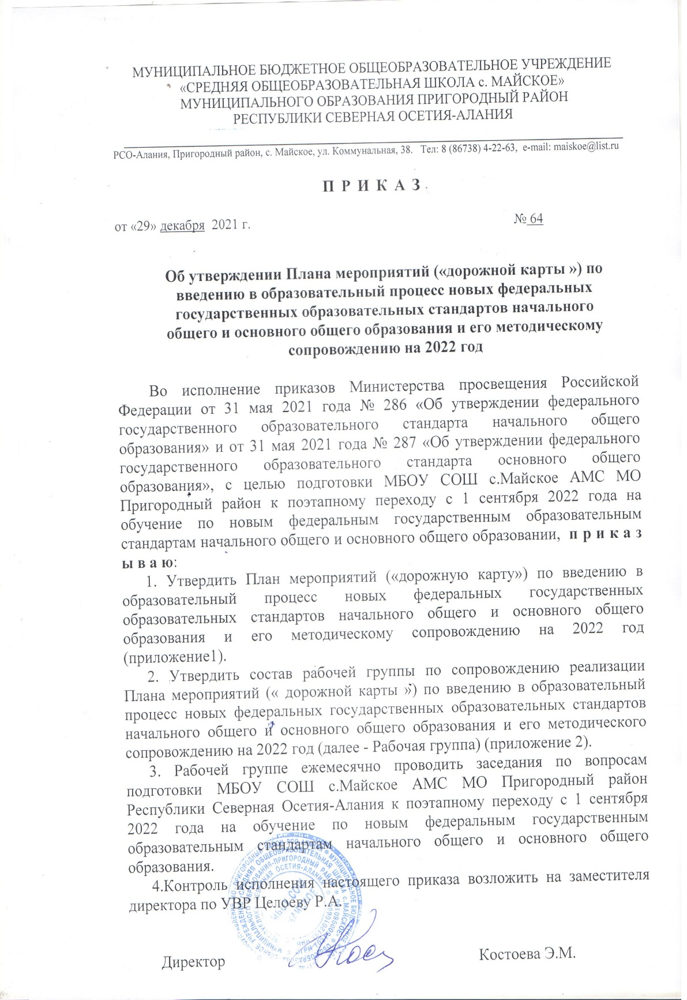 МУНИЦИПАЛЬНОЕ БЮДЖЕТНОЕ ОБЩЕОБРАЗОВАТЕЛЬНОЕ УЧРЕЖДЕНИЕ
«СРЕДНЯЯ ОБЩЕОБРАЗОВАТЕЛЬНАЯ ШКОЛА с. МАЙСКОЕ»
МУНИЦИПАЛЬНОГО ОБРАЗОВАНИЯ ПРИГОРОДНЫЙ РАЙОН
РЕСПУБЛИКИ СЕВЕРНАЯ ОСЕТИЯ-АЛАНИЯ
РСО-Алания, Пригородный район, с. Майское, ул. Коммунальная, 38. Тел: 8 (86738) 4-22-63, e-mail: maiskoe@list.ru
П Р И К А З
от «29» декабря 2021 г. № 64
Об утверждении Плана мероприятий («дорожной карты ») по
введению в образовательный процесс новых федеральных
государственных образовательных стандартов начального
общего и основного общего образования и его методическому
сопровождению на 2022 год
Во исполнение приказов Министерства просвещения Российской
Федерации от 31 мая 2021 года № 286 «Об утверждении федерального
государственного образовательного стандарта начального общего
образования» и от 31 мая 2021 года № 287 «Об утверждении федерального
государственного образовательного стандарта основного общего
образования», с целью подготовки МБОУ СОШ с.Майское АМС МО
Пригородный район к поэтапному переходу с 1 сентября 2022 года на
обучение по новым федеральным государственным образовательным
стандартам начального общего и основного общего образовании, п р и к а з
ы в а ю:
1. Утвердить План мероприятий («дорожную карту») по введению в
образовательный процесс новых федеральных государственных
образовательных стандартов начального общего и основного общего
образования и его методическому сопровождению на 2022 год
(приложение1).
2. Утвердить состав рабочей группы по сопровождению реализации
Плана мероприятий (« дорожной карты ») по введению в образовательный
процесс новых федеральных государственных образовательных стандартов
начального общего и основного общего образования и его методического
сопровождению на 2022 год (далее - Рабочая группа) (приложение 2).
3. Рабочей группе ежемесячно проводить заседания по вопросам
подготовки МБОУ СОШ с.Майское АМС МО Пригородный район
Республики Северная Осетия-Алания к поэтапному переходу с 1 сентября
2022 года на обучение по новым федеральным государственным
образовательным стандартам начального общего и основного общего
образования.
4.Контроль исполнения настоящего приказа возложить на заместителя
директора по УВР Целоеву Р.А.
Директор Костоева Э.М.